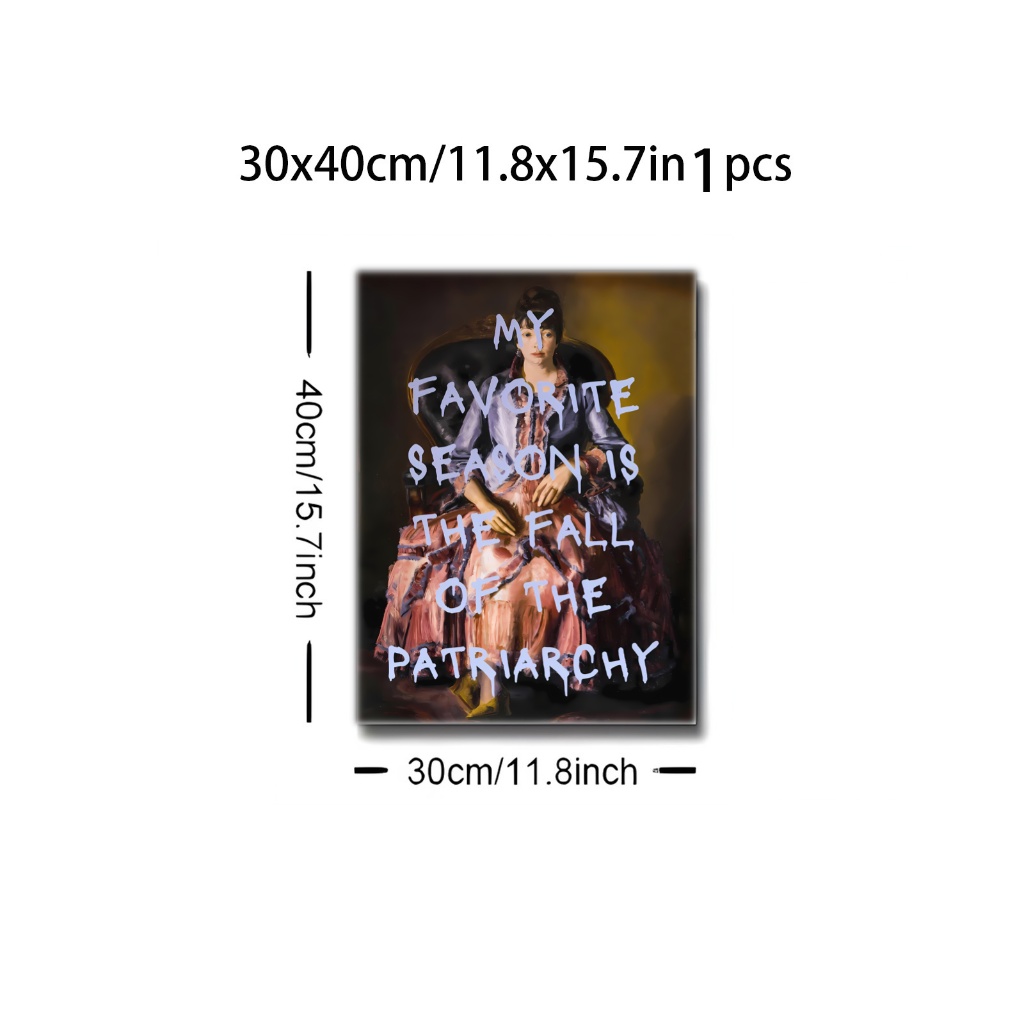 30x40cm/11.8x15.7in 1 pcs
MY
FAVORITE
SEASON IS
THE FALL
OF THE
PATRIARCHY
40cm/15.7inch
30cm/11.8inch